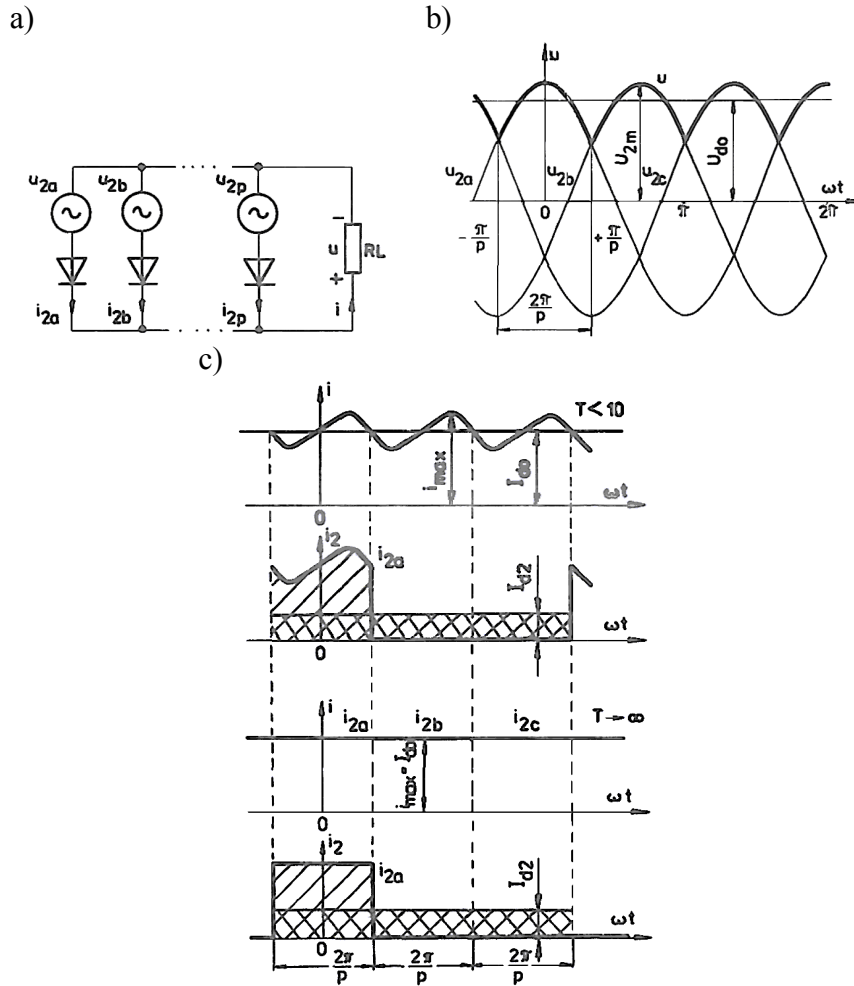 a)
b)
u2a
u2b
u2p
u
RL
−
+
i2a
i2b
i2p
i
u
u
U2m
Ud0
u2a
u2b
u2c
ωt
0
π
2π
−π/p
+π/p
2π/p
c)
i
T < 10
imax
Ido
ωt
0
i2
i2a
Id2
ωt
0
i
i2a
i2b
i2c
T → ∞
imax = Ido
ωt
0
i2
i2a
Id2
ωt
0
2π/p
2π/p
2π/p